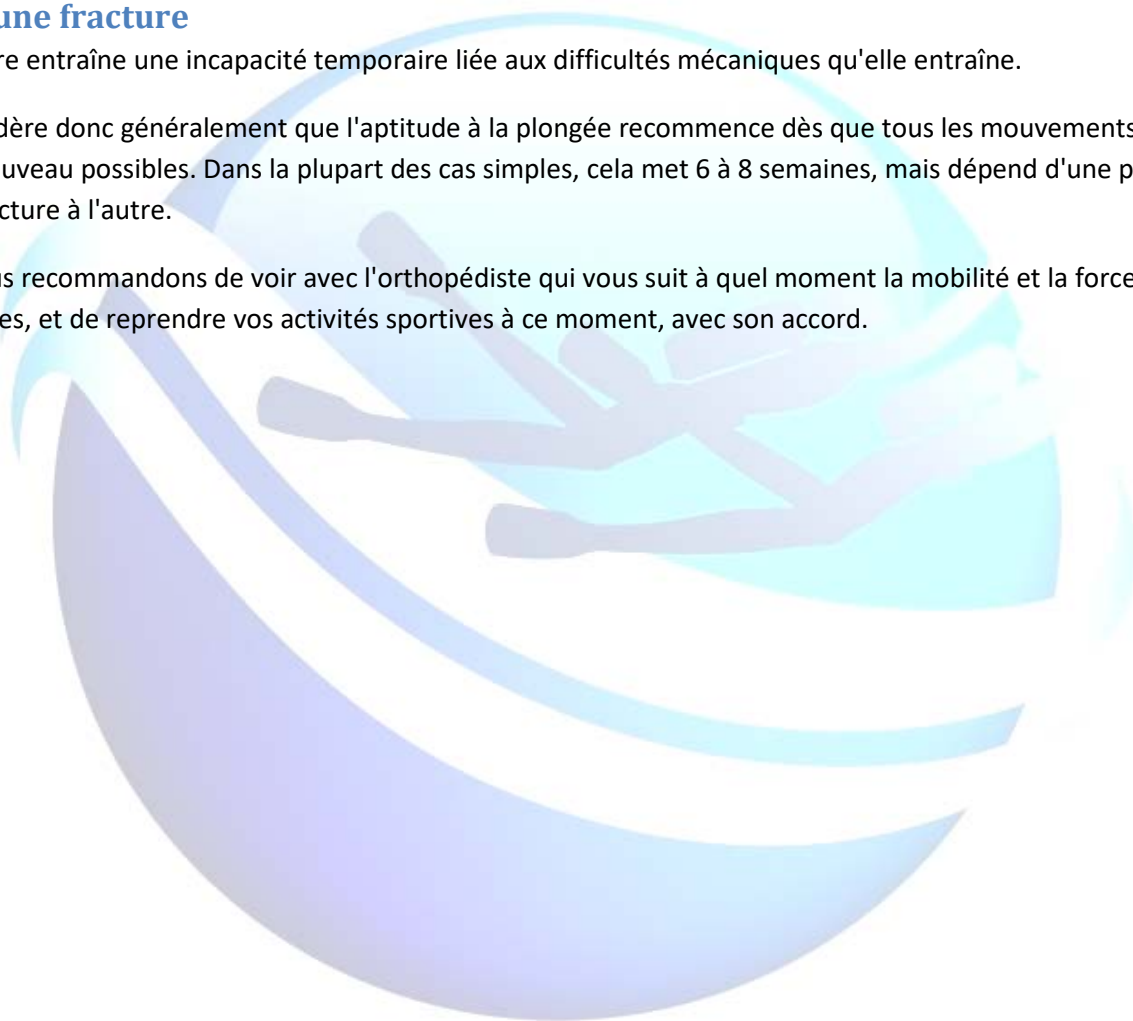 une fracture
re entraîne une incapacité temporaire liée aux difficultés mécaniques qu'elle entraîne.
dère donc généralement que l'aptitude à la plongée recommence dès que tous les mouvements
ouveau possibles. Dans la plupart des cas simples, cela met 6 à 8 semaines, mais dépend d'une p
cture à l'autre.
us recommandons de voir avec l'orthopédiste qui vous suit à quel moment la mobilité et la force
es, et de reprendre vos activités sportives à ce moment, avec son accord.